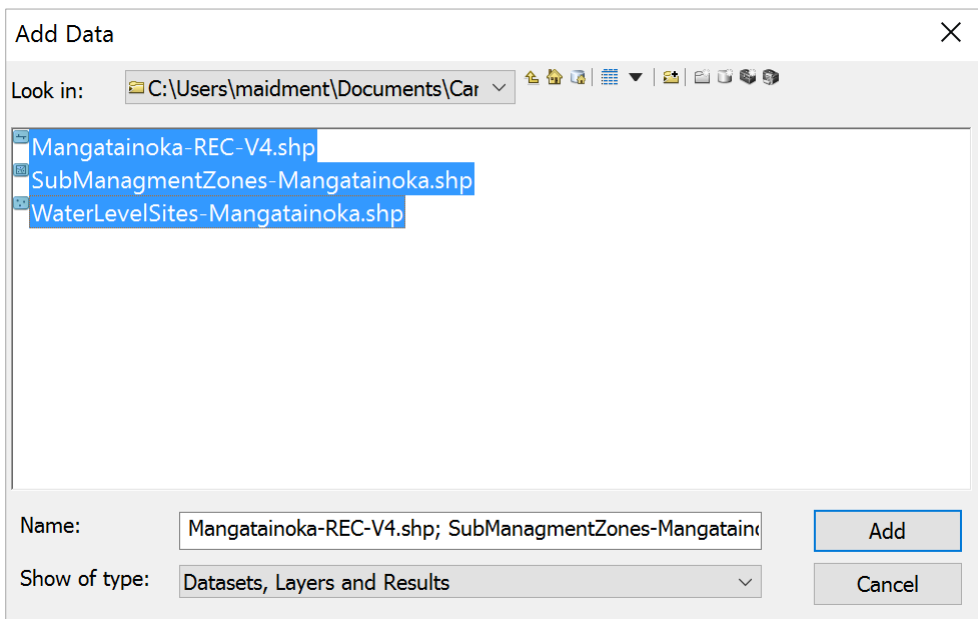 Add Data
Look in:
C:\Users\maidment\Documents\Car
Mangatainoka-REC-V4.shp
SubManagmentZones-Mangatainoka.shp
WaterLevelSites-Mangatainoka.shp
Name:
Mangatainoka-REC-V4.shp; SubManagmentZones-Mangataino
Add
Show of type:
Datasets, Layers and Results
Cancel